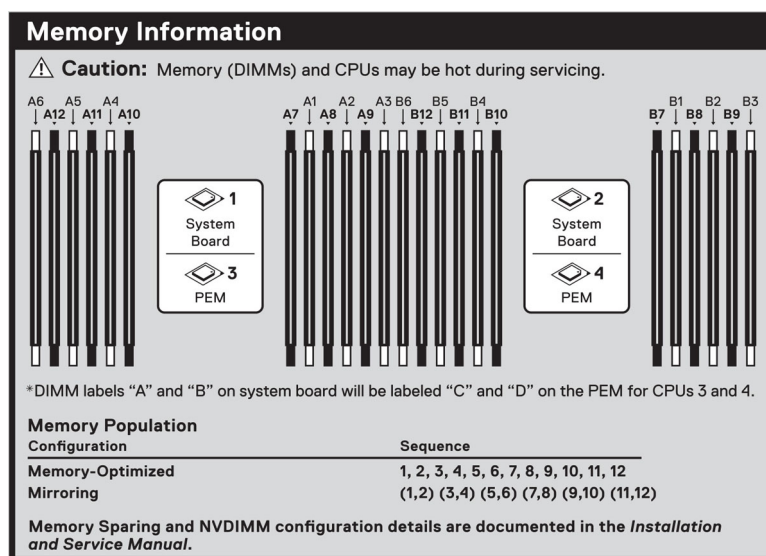 Memory Information
Caution: Memory (DIMMs) and CPUs may be hot during servicing.
A6 A5 A4 A1 A2 A3 B6 B5 B4 B1 B2 B3
A12 A11 A10 A7 A8 A9 B12 B11 B10 B7 B8 B9
1
System
Board
3
PEM
2
System
Board
4
PEM
*DIMM labels “A” and “B” on system board will be labeled “C” and “D” on the PEM for CPUs 3 and 4.
Memory Population
Configuration Sequence
Memory-Optimized 1, 2, 3, 4, 5, 6, 7, 8, 9, 10, 11, 12
Mirroring (1,2) (3,4) (5,6) (7,8) (9,10) (11,12)
Memory Sparing and NVDIMM configuration details are documented in the Installation
and Service Manual.